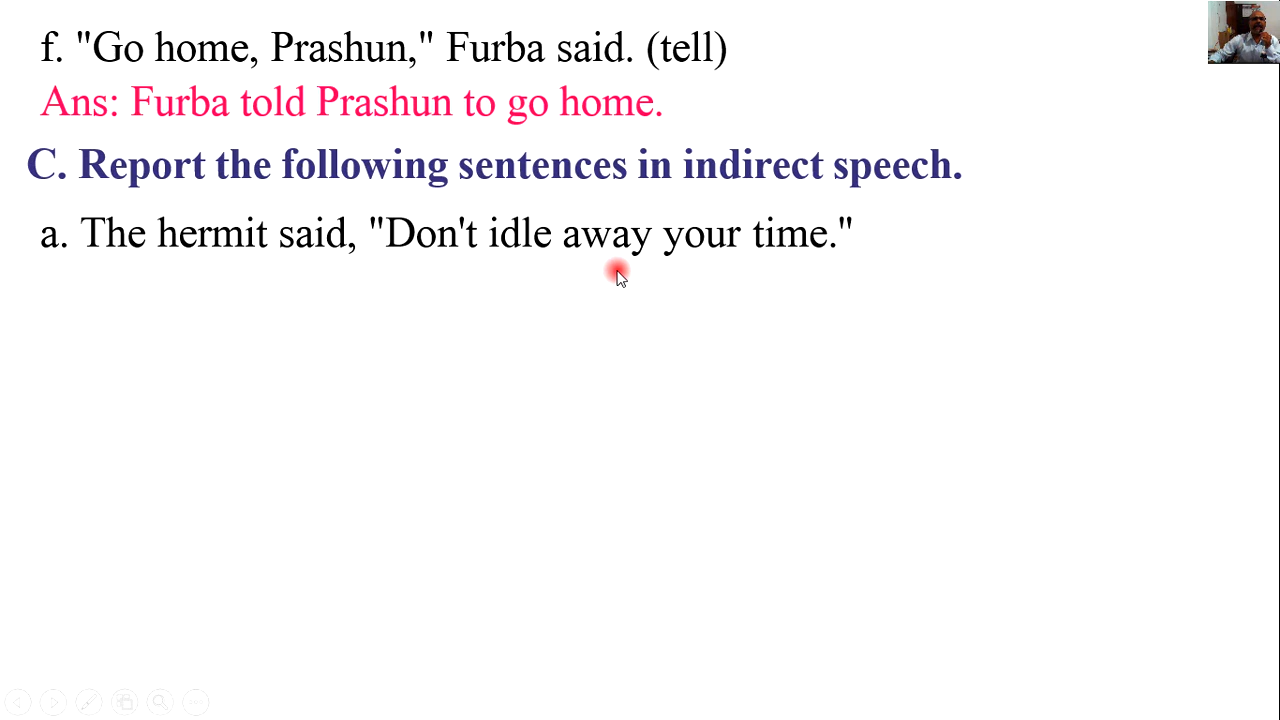 f. "Go home, Prashun," Furba said. (tell)
Ans: Furba told Prashun to go home.
C. Report the following sentences in indirect speech.
a. The hermit said, "Don't idle away your time."